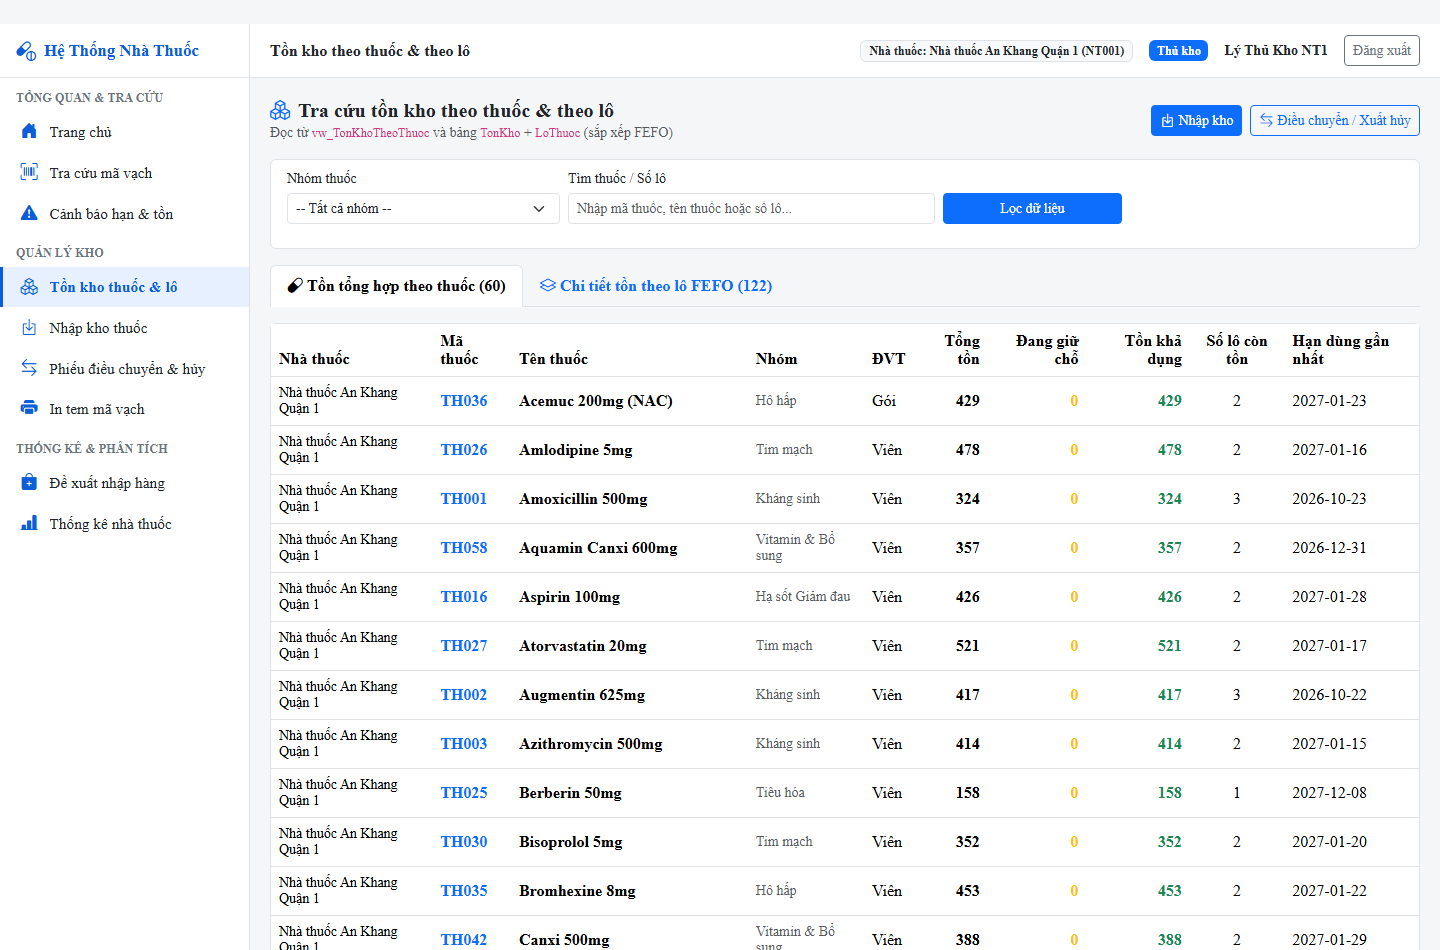 Hệ Thống Nhà Thuốc
Tồn kho theo thuốc & theo lô
Nhà thuốc: Nhà thuốc An Khang Quận 1 (NT001)
Thủ kho
Lý Thủ Kho NT1
Đăng xuất
TỔNG QUAN & TRA CỨU
Trang chủ
Tra cứu mã vạch
Cảnh báo hạn & tồn
QUẢN LÝ KHO
Tồn kho thuốc & lô
Nhập kho thuốc
Phiếu điều chuyển & hủy
In tem mã vạch
THỐNG KÊ & PHÂN TÍCH
Đề xuất nhập hàng
Thống kê nhà thuốc
Tra cứu tồn kho theo thuốc & theo lô
Đọc từ vw_TonKhoTheoThuoc và bảng TonKho + LoThuoc (sắp xếp FEFO)
Nhập kho
Điều chuyển / Xuất hủy
Nhóm thuốc
Tìm thuốc / Số lô
-- Tất cả nhóm --
Nhập mã thuốc, tên thuốc hoặc số lô...
Lọc dữ liệu
Tồn tổng hợp theo thuốc (60)
Chi tiết tồn theo lô FEFO (122)
Nhà thuốc Mã thuốc Tên thuốc Nhóm ĐVT Tổng tồn Đang giữ chỗ Tồn khả dụng Số lô còn tồn Hạn dùng gần nhất
Nhà thuốc An Khang Quận 1 TH036 Acemuc 200mg (NAC) Hô hấp Gói 429 0 429 2 2027-01-23
Nhà thuốc An Khang Quận 1 TH026 Amlodipine 5mg Tim mạch Viên 478 0 478 2 2027-01-16
Nhà thuốc An Khang Quận 1 TH001 Amoxicillin 500mg Kháng sinh Viên 324 0 324 3 2026-10-23
Nhà thuốc An Khang Quận 1 TH058 Aquamin Canxi 600mg Vitamin & Bổ sung Viên 357 0 357 2 2026-12-31
Nhà thuốc An Khang Quận 1 TH016 Aspirin 100mg Hạ sốt Giảm đau Viên 426 0 426 2 2027-01-28
Nhà thuốc An Khang Quận 1 TH027 Atorvastatin 20mg Tim mạch Viên 521 0 521 2 2027-01-17
Nhà thuốc An Khang Quận 1 TH002 Augmentin 625mg Kháng sinh Viên 417 0 417 3 2026-10-22
Nhà thuốc An Khang Quận 1 TH003 Azithromycin 500mg Kháng sinh Viên 414 0 414 2 2027-01-15
Nhà thuốc An Khang Quận 1 TH025 Berberin 50mg Tiêu hóa Viên 158 0 158 1 2027-12-08
Nhà thuốc An Khang Quận 1 TH030 Bisoprolol 5mg Tim mạch Viên 352 0 352 2 2027-01-20
Nhà thuốc An Khang Quận 1 TH035 Bromhexine 8mg Hô hấp Viên 453 0 453 2 2027-01-22
Nhà thuốc An Khang Quận 1 TH042 Canxi 500mg Vitamin & Bổ sung Viên 388 0 388 2 2027-01-29